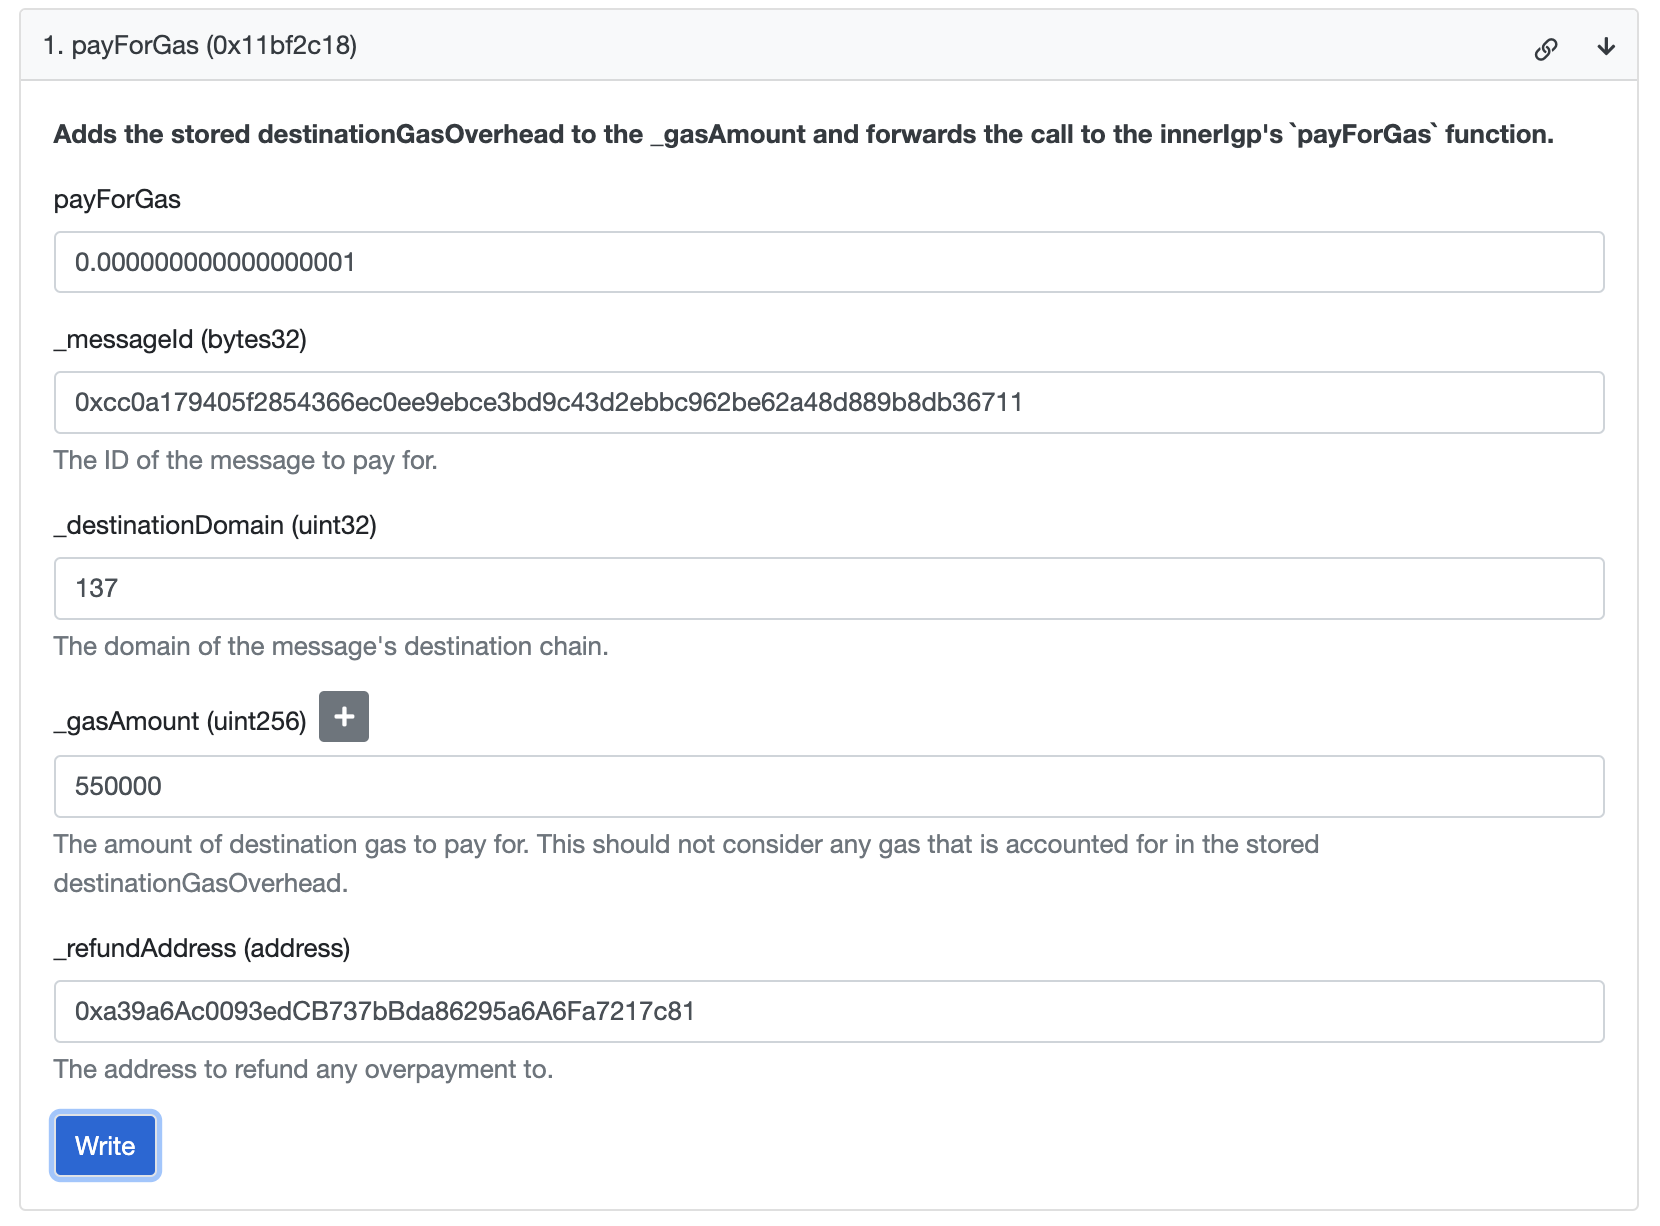 1. payForGas (0x11bf2c18)
Adds the stored destinationGasOverhead to the _gasAmount and forwards the call to the innerIgp's `payForGas` function.
payForGas
0.000000000000000001
_messageId (bytes32)
0xcc0a179405f2854366ec0ee9ebce3bd9c43d2ebbc962be62a48d889b8db36711
The ID of the message to pay for.
_destinationDomain (uint32)
137
The domain of the message's destination chain.
_gasAmount (uint256) +
550000
The amount of destination gas to pay for. This should not consider any gas that is accounted for in the stored
destinationGasOverhead.
_refundAddress (address)
0xa39a6Ac0093edCB737bBda86295a6A6Fa7217c81
The address to refund any overpayment to.
Write